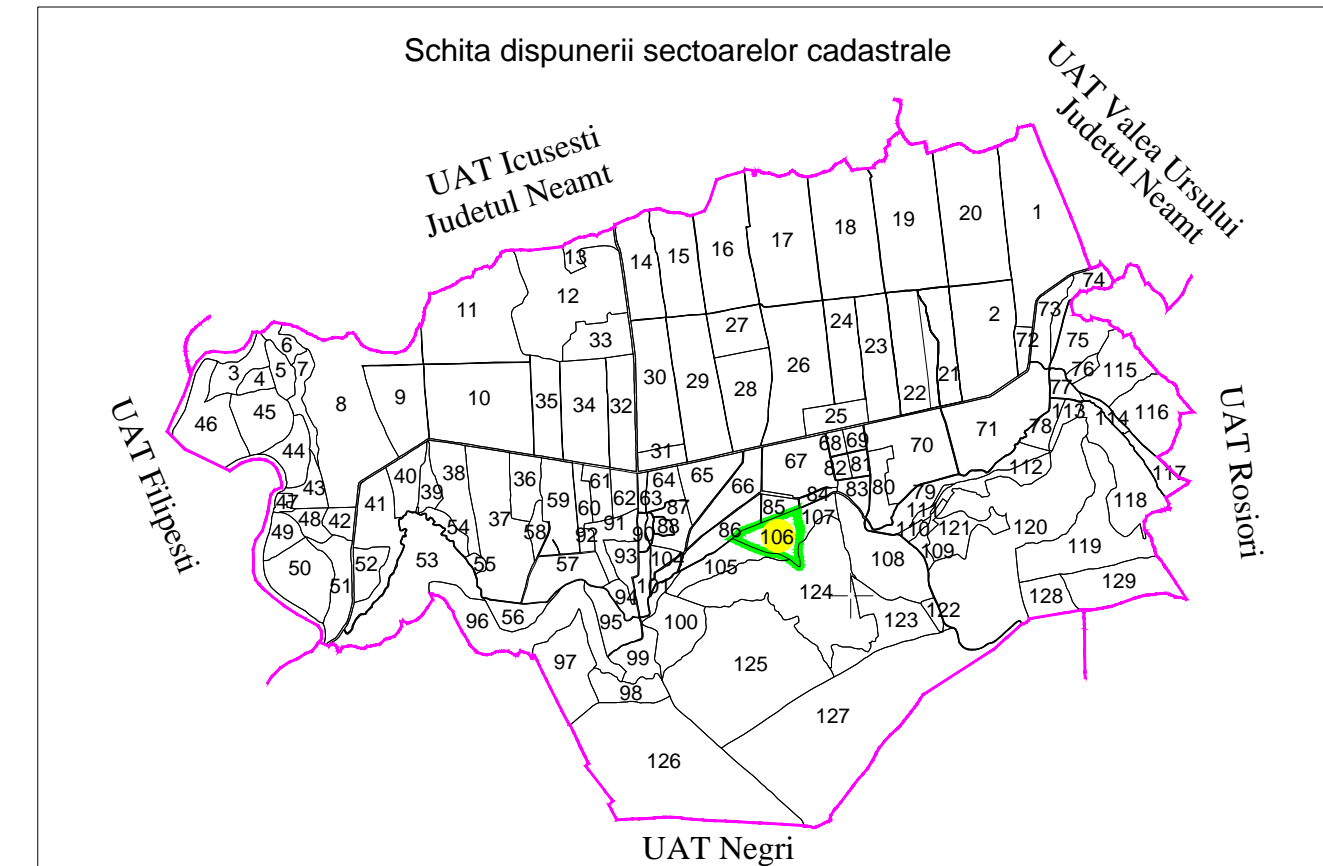 Schita dispunerii sectoarelor cadastrale
UAT Valea Ursului
Judetul Neamt
UAT Icusesti
Judetul Neamt
UAT Filipesti
UAT Rosiori
UAT Negri
13 14 15 16 17 18 19 20 1
11 12 33 27 24 2 74 73
6 7 5 3 4 46 45 8 9 10 35 34 32 30 29 28 26 23 22 21 72 75 76 115
44 43 47 31 25 77 116 113 114 78
40 38 36 39 41 37 59 61 62 60 64 63 65 66 67 68 69 70 71
49 48 42 54 58 91 92 90 87 88 86 85 84 82 81 83 80 79 112 117 118
50 51 52 53 55 57 93 104 101 106 107 108 110 111 109 121 120 119
96 56 94 95 100 105 124 123 122 128 129
97 99 98 125 127
126